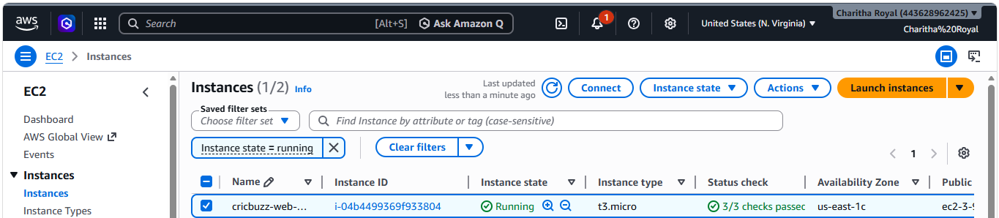 aws
Search [Alt+S] Ask Amazon Q
1
United States (N. Virginia)
Charitha Royal (443628962425)
Charitha%20Royal
EC2 > Instances
EC2
Dashboard
AWS Global View
Events
Instances
Instances
Instance Types
Instances (1/2) Info
Last updated
less than a minute ago
Connect
Instance state
Actions
Launch instances
Saved filter sets
Choose filter set
Find Instance by attribute or tag (case-sensitive)
Instance state = running
Clear filters
1
Name Instance ID Instance state Instance type Status check Availability Zone Public
cricbuzz-web-... i-04b4499369f933804 Running t3.micro 3/3 checks passed us-east-1c ec2-3-9